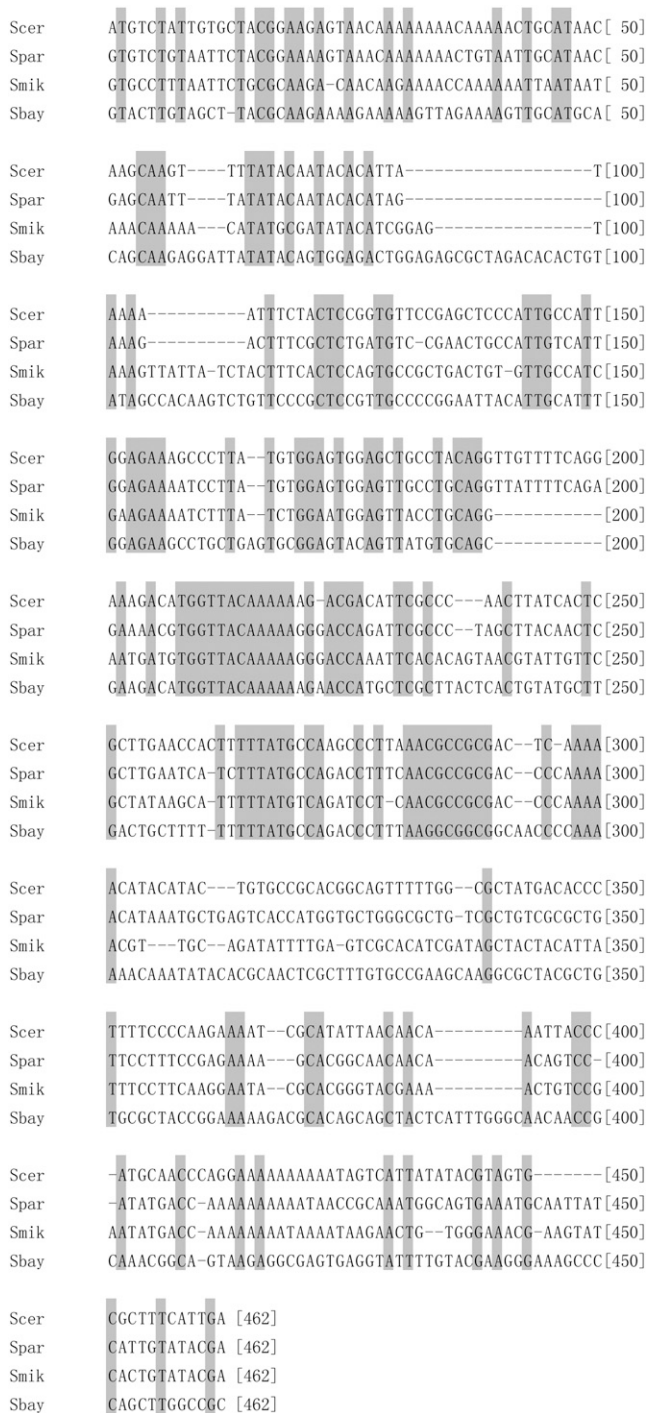 Scer ATGTCTATTGTGCTACGGAAGAGTAACAAAAAAAACAAAAACTGCATAAC[ 50]
Spar GTGTCTGTAATTCTACGGAAAAGTAAACAAAAAAACTGTAATTGCATAAC[ 50]
Smik GTGCCTTTAATTCTGCGCAAGA-CAACAAGAAAACCAAAAAATTAATAAT[ 50]
Sbay GTACTTGTAGCT-TACGCAAGAAAAGAAAAAGTTAGAAAAGTTGCATGCA[ 50]
Scer AAGCAAGT----TTTATACAATACACATTA-------------------T[100]
Spar GAGCAATT----TATATACAATACACATAG--------------------[100]
Smik AAACAAAAA---CATATGCGATATACATCGGAG----------------T[100]
Sbay CAGCAAGAGGATTATATACAGTGGAGACTGGAGAGCGCTAGACACACTGT[100]
Scer AAAA----------ATTTCTACTCCGGTGTTCCGAGCTCCCATTGCCATT[150]
Spar AAAG----------ACTTTCGCTCTGATGTC-CGAACTGCCATTGTCATT[150]
Smik AAAGTTATTA-TCTACTTTCACTCCAGTGCCGCTGACTGT-GTTGCCATC[150]
Sbay ATAGCCACAAGTCTGTTCCCGCTCCGTTGCCCCGGAATTACATTGCATTT[150]
Scer GGAGAAAGCCCTTA--TGTGGAGTGGAGCTGCCTACAGGTTGTTTTCAGG[200]
Spar GGAGAAAATCCTTA--TGTGGAGTGGAGTTGCCTGCAGGTTATTTTCAGA[200]
Smik GAAGAAAATCTTTA--TCTGGAATGGAGTTACCTGCAGG-----------[200]
Sbay GGAGAAGCCTGCTGAGTGCGGAGTACAGTTATGTGCAGC-----------[200]
Scer AAAGACATGGTTACAAAAAAG-ACGACATTCGCCC---AACTTATCACTC[250]
Spar GAAAACGTGGTTACAAAAAGGGACCAGATTCGCCC--TAGCTTACAACTC[250]
Smik AATGATGTGGTTACAAAAAGGGACCAAATTCACACAGTAACGTATTGTTC[250]
Sbay GAAGACATGGTTACAAAAAAGAACCATGCTCGCTTACTCACTGTATGCTT[250]
Scer GCTTGAACCACTTTTTATGCCAAGCCCTTAAACGCCGCGAC--TC-AAAA[300]
Spar GCTTGAATCA-TCTTTATGCCAGACCTTTCAACGCCGCGAC--CCCAAAA[300]
Smik GCTATAAGCA-TTTTTATGTCAGATCCT-CAACGCCGCGAC--CCCAAAA[300]
Sbay GACTGCTTTT-TTTTTATGCCAGACCCTTTAAGGCGGCGGCAACCCCAAA[300]
Scer ACATACATAC---TGTGCCGCACGGCAGTTTTTGG--CGCTATGACACCC[350]
Spar ACATAAATGCTGAGTCACCATGGTGCTGGGCGCTG-TCGCTGTCGCGCTG[350]
Smik ACGT---TGC--AGATATTTTGA-GTCGCACATCGATAGCTACTACATTA[350]
Sbay AAACAAATATACACGCAACTCGCTTTGTGCCGAAGCAAGGCGCTACGCTG[350]
Scer TTTTCCCCAAGAAAAT--CGCATATTAACAACA---------AATTACCC[400]
Spar TTCCTTTCCGAGAAAA---GCACGGCAACAACA---------ACAGTCC-[400]
Smik TTTCCTTCAAGGAATA--CGCACGGGTACGAAA---------ACTGTCCG[400]
Sbay TGCGCTACCGGAAAAAGACGCACAGCAGCTACTCATTTGGGCAACAACCG[400]
Scer -ATGCAACCCAGGAAAAAAAAAAATAGTCATTATATACGTAGTG-------[450]
Spar -ATATGACC-AAAAAAAAAATAACCGCAAATGGCAGTGAAATGCAATTAT[450]
Smik AATATGACC-AAAAAAAATAAAATAAGAACTG--TGGGAAACG-AAGTAT[450]
Sbay CAAACGGCA-GTAAGAGGCGAGTGAGGTATTTTGTACGAAGGGAAAGCCC[450]
Scer CGCTTTCATTGA [462]
Spar CATTGTATACGA [462]
Smik CACTGTATACGA [462]
Sbay CAGCTTGGCCGC [462]